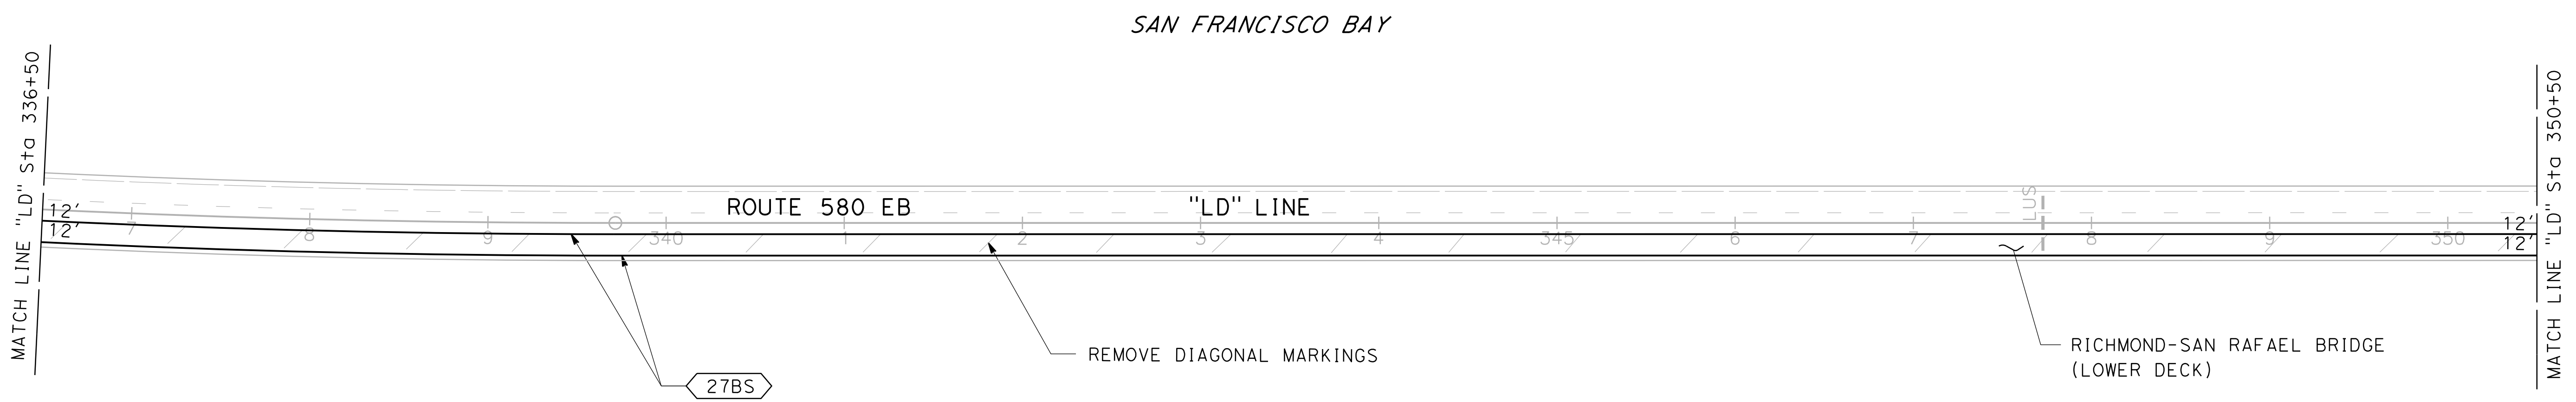 SAN FRANCISCO BAY
MATCH LINE "LD" Sta 336+50
MATCH LINE "LD" Sta 350+50
ROUTE 580 EB
"LD" LINE
LUS
12'
12'
12'
12'
7
8
9
340
1
2
3
4
345
6
7
8
9
350
REMOVE DIAGONAL MARKINGS
RICHMOND-SAN RAFAEL BRIDGE
(LOWER DECK)
27BS